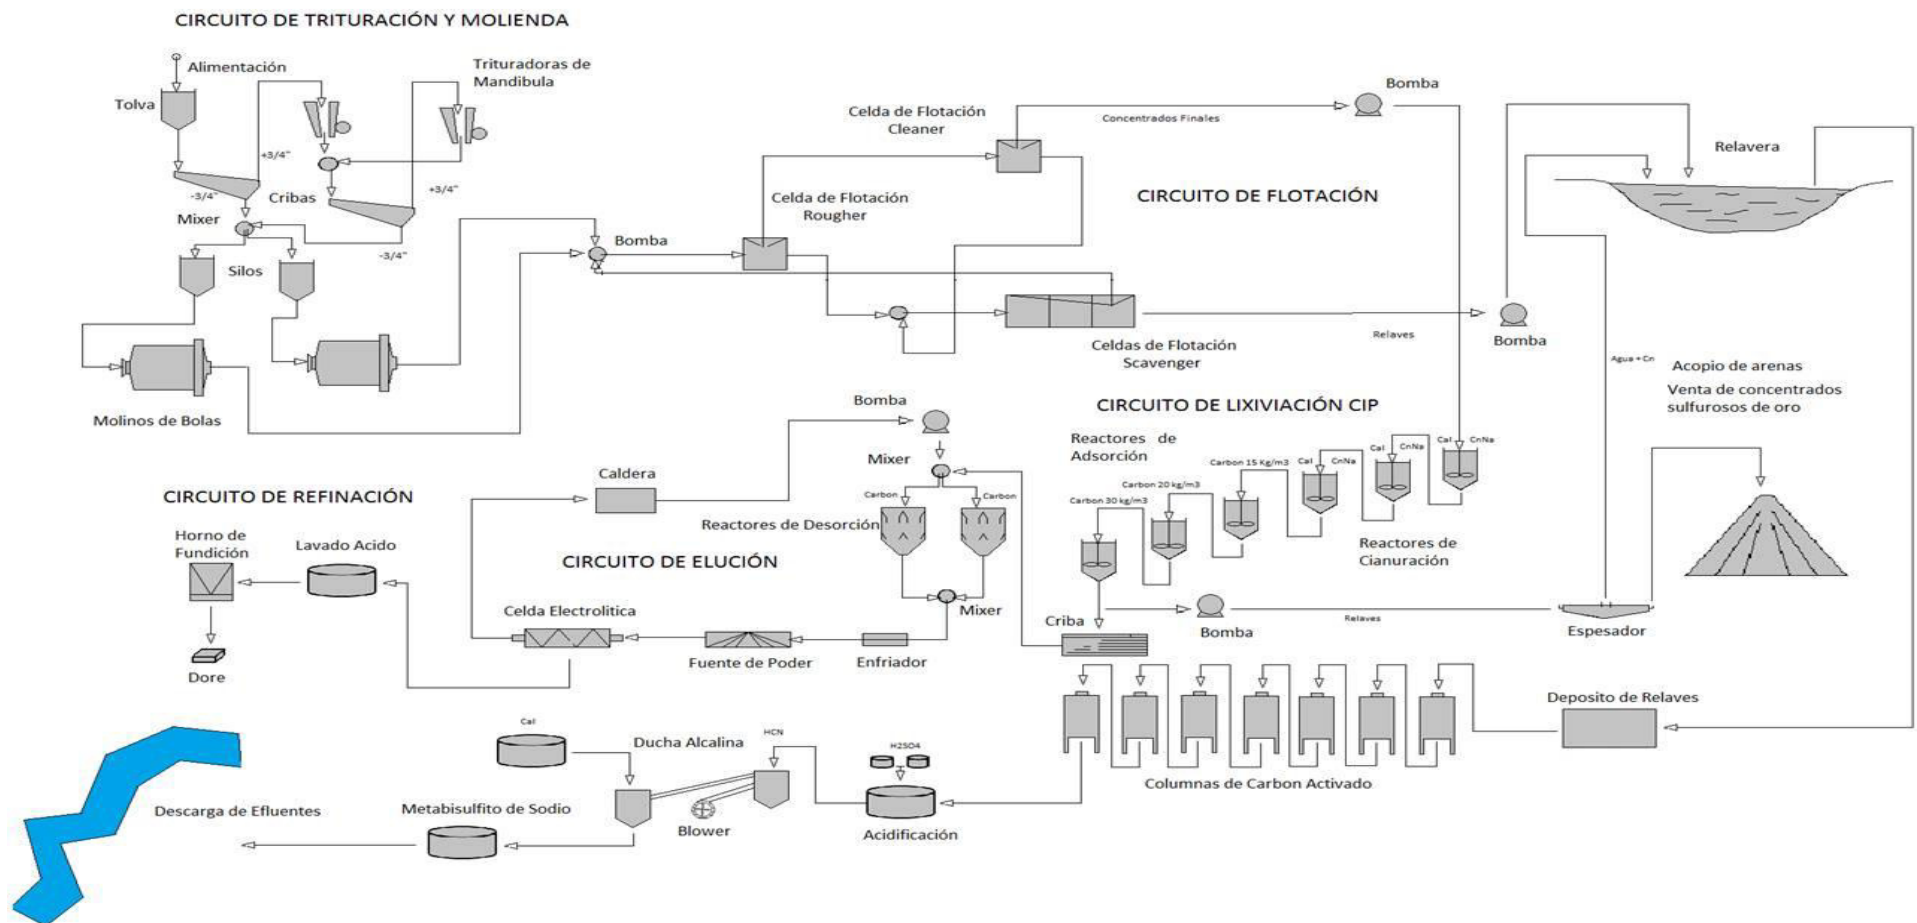 CIRCUITO DE TRITURACIÓN Y MOLIENDA
Alimentación
Tolva
Trituradoras de
Mandibula
+3/4"
-3/4"
Cribas
+3/4"
Mixer
-3/4"
Silos
Molinos de Bolas
Bomba
Celda de Flotación
Rougher
Celda de Flotación
Cleaner
Concentrados Finales
Bomba
CIRCUITO DE FLOTACIÓN
Celdas de Flotación
Scavenger
Relaves
Bomba
Relavera
Agua + Cn
Acopio de arenas
Venta de concentrados
sulfurosos de oro
CIRCUITO DE LIXIVIACIÓN CIP
Reactores de
Adsorción
Cal
CnNa
Cal
CnNa
Cal
CnNa
Carbon 15 Kg/m3
Carbon 20 kg/m3
Carbon 30 kg/m3
Reactores de
Cianuración
Criba
Bomba
Relaves
Espesador
Bomba
Mixer
Caldera
Carbon
Carbon
Reactores de Desorción
CIRCUITO DE ELUCIÓN
Mixer
Celda Electrolitica
Fuente de Poder
Enfriador
CIRCUITO DE REFINACIÓN
Horno de
Fundición
Lavado Acido
Dore
Deposito de Relaves
Columnas de Carbon Activado
Cal
Ducha Alcalina
HCN
H2SO4
Blower
Acidificación
Metabisulfito de Sodio
Descarga de Efluentes